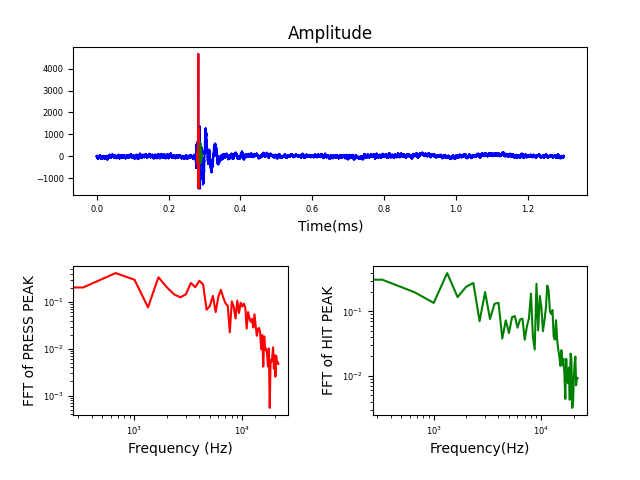 Amplitude
4000
3000
2000
1000
0
−1000
0.0 0.2 0.4 0.6 0.8 1.0 1.2
Time(ms)
FFT of PRESS PEAK
10⁻¹
10⁻²
10⁻³
10³ 10⁴
Frequency (Hz)
FFT of HIT PEAK
10⁻¹
10⁻²
10³ 10⁴
Frequency(Hz)